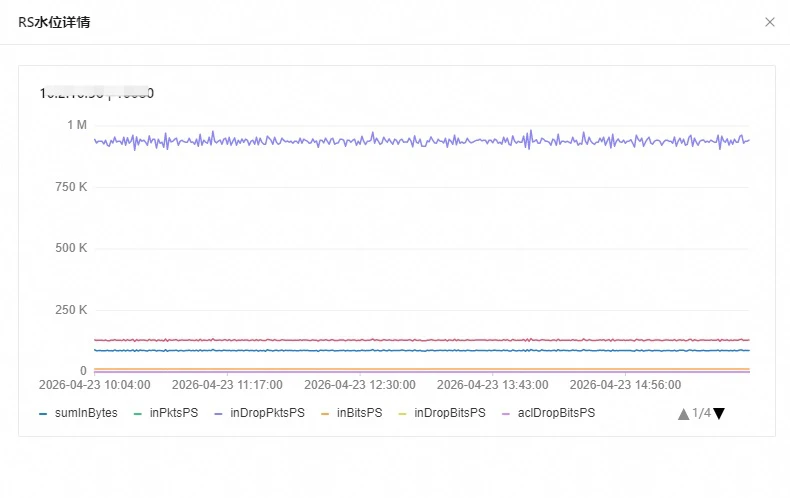 RS水位详情
1 M
750 K
500 K
250 K
0
2026-04-23 10:04:00 2026-04-23 11:17:00 2026-04-23 12:30:00 2026-04-23 13:43:00 2026-04-23 14:56:00
sumInBytes inPktsPS inDropPktsPS inBitsPS inDropBitsPS aclDropBitsPS 1/4